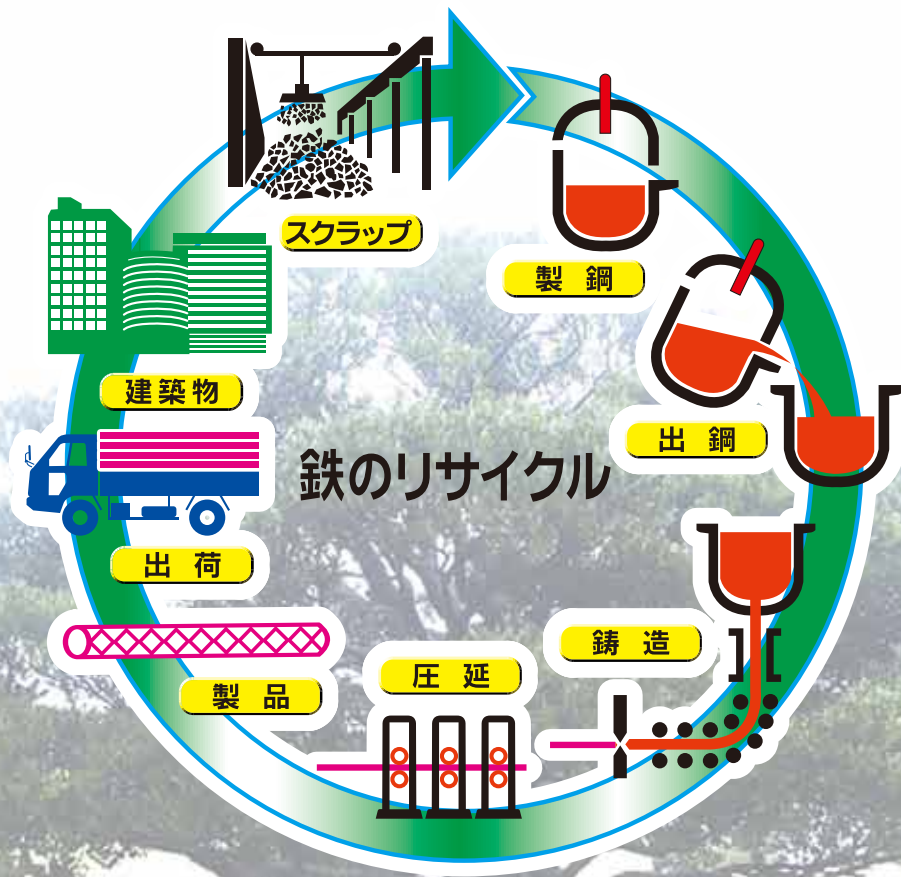 鉄のリサイクル
スクラップ
製鋼
出鋼
鋳造
圧延
製品
出荷
建築物